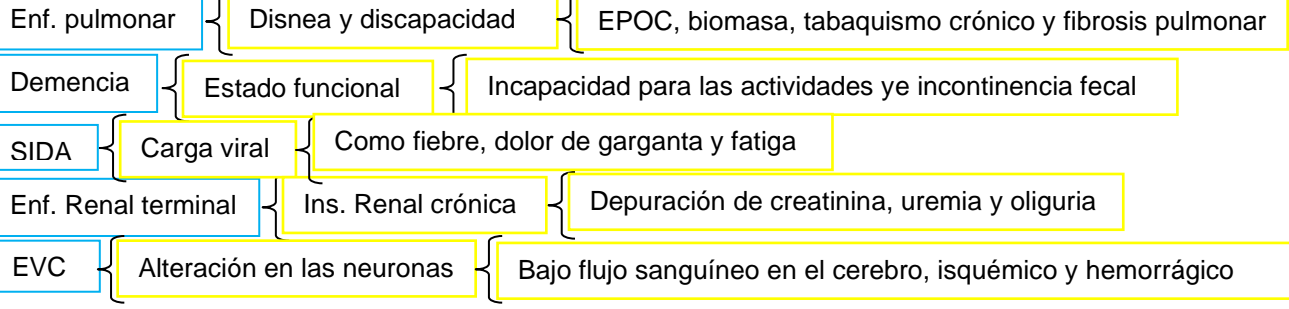 Enf. pulmonar Disnea y discapacidad EPOC, biomasa, tabaquismo crónico y fibrosis pulmonar
Demencia Estado funcional Incapacidad para las actividades ye incontinencia fecal
SIDA Carga viral Como fiebre, dolor de garganta y fatiga
Enf. Renal terminal Ins. Renal crónica Depuración de creatinina, uremia y oliguria
EVC Alteración en las neuronas Bajo flujo sanguíneo en el cerebro, isquémico y hemorrágico